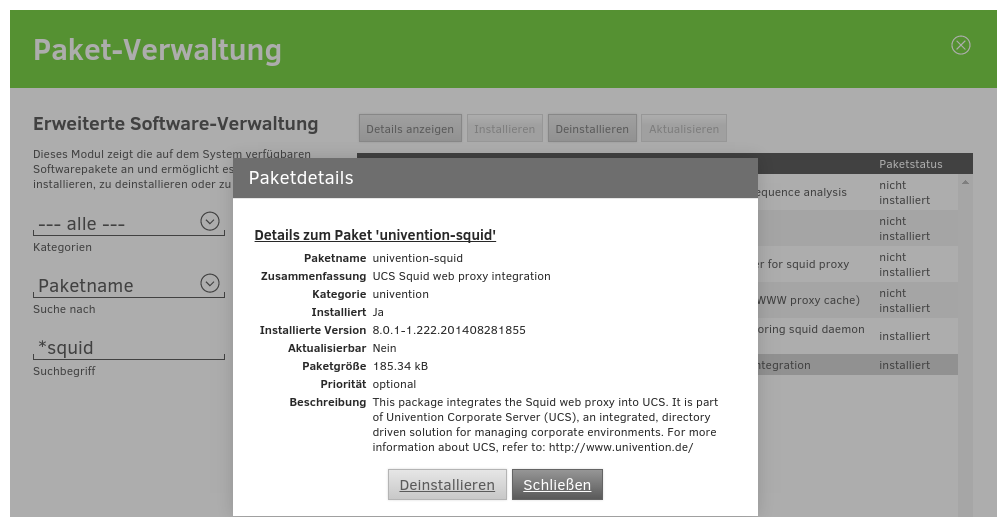 Paket-Verwaltung
Erweiterte Software-Verwaltung
Dieses Modul zeigt die auf dem System verfügbaren
Softwarepakete an und ermöglicht es
installieren, zu deinstallieren oder zu
--- alle ---
Kategorien
Paketname
Suche nach
*squid
Suchbegriff
Details anzeigen
Installieren
Deinstallieren
Aktualisieren
Paketstatus
equence analysis
nicht
installiert
nicht
installiert
er for squid proxy
nicht
installiert
WWW proxy cache)
nicht
installiert
oring squid daemon
installiert
ntegration
installiert
Paketdetails
Details zum Paket 'univention-squid'
Paketname univention-squid
Zusammenfassung UCS Squid web proxy integration
Kategorie univention
Installiert Ja
Installierte Version 8.0.1-1.222.201408281855
Aktualisierbar Nein
Paketgröße 185.34 kB
Priorität optional
Beschreibung This package integrates the Squid web proxy into UCS. It is part
of Univention Corporate Server (UCS), an integrated, directory
driven solution for managing corporate environments. For more
information about UCS, refer to: http://www.univention.de/
Deinstallieren
Schließen